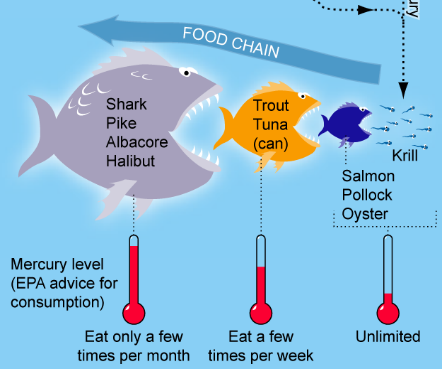 FOOD CHAIN
Shark
Pike
Albacore
Halibut
Trout
Tuna
(can)
Krill
Salmon
Pollock
Oyster
Mercury level
(EPA advice for
consumption)
Eat only a few
times per month
Eat a few
times per week
Unlimited